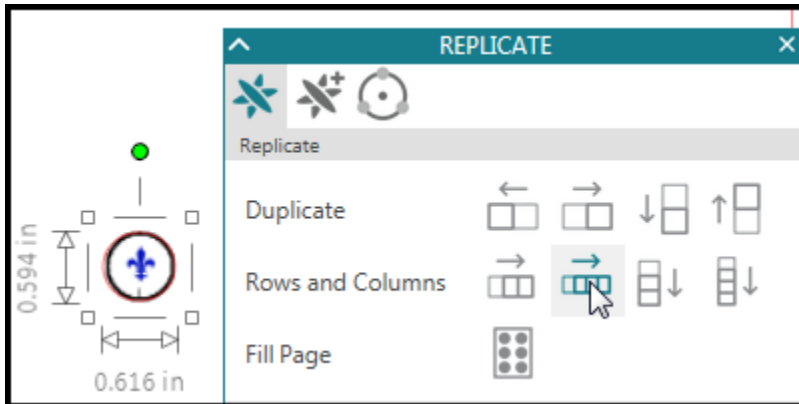 REPLICATE
Replicate
Duplicate
Rows and Columns
Fill Page
0.594 in
0.616 in